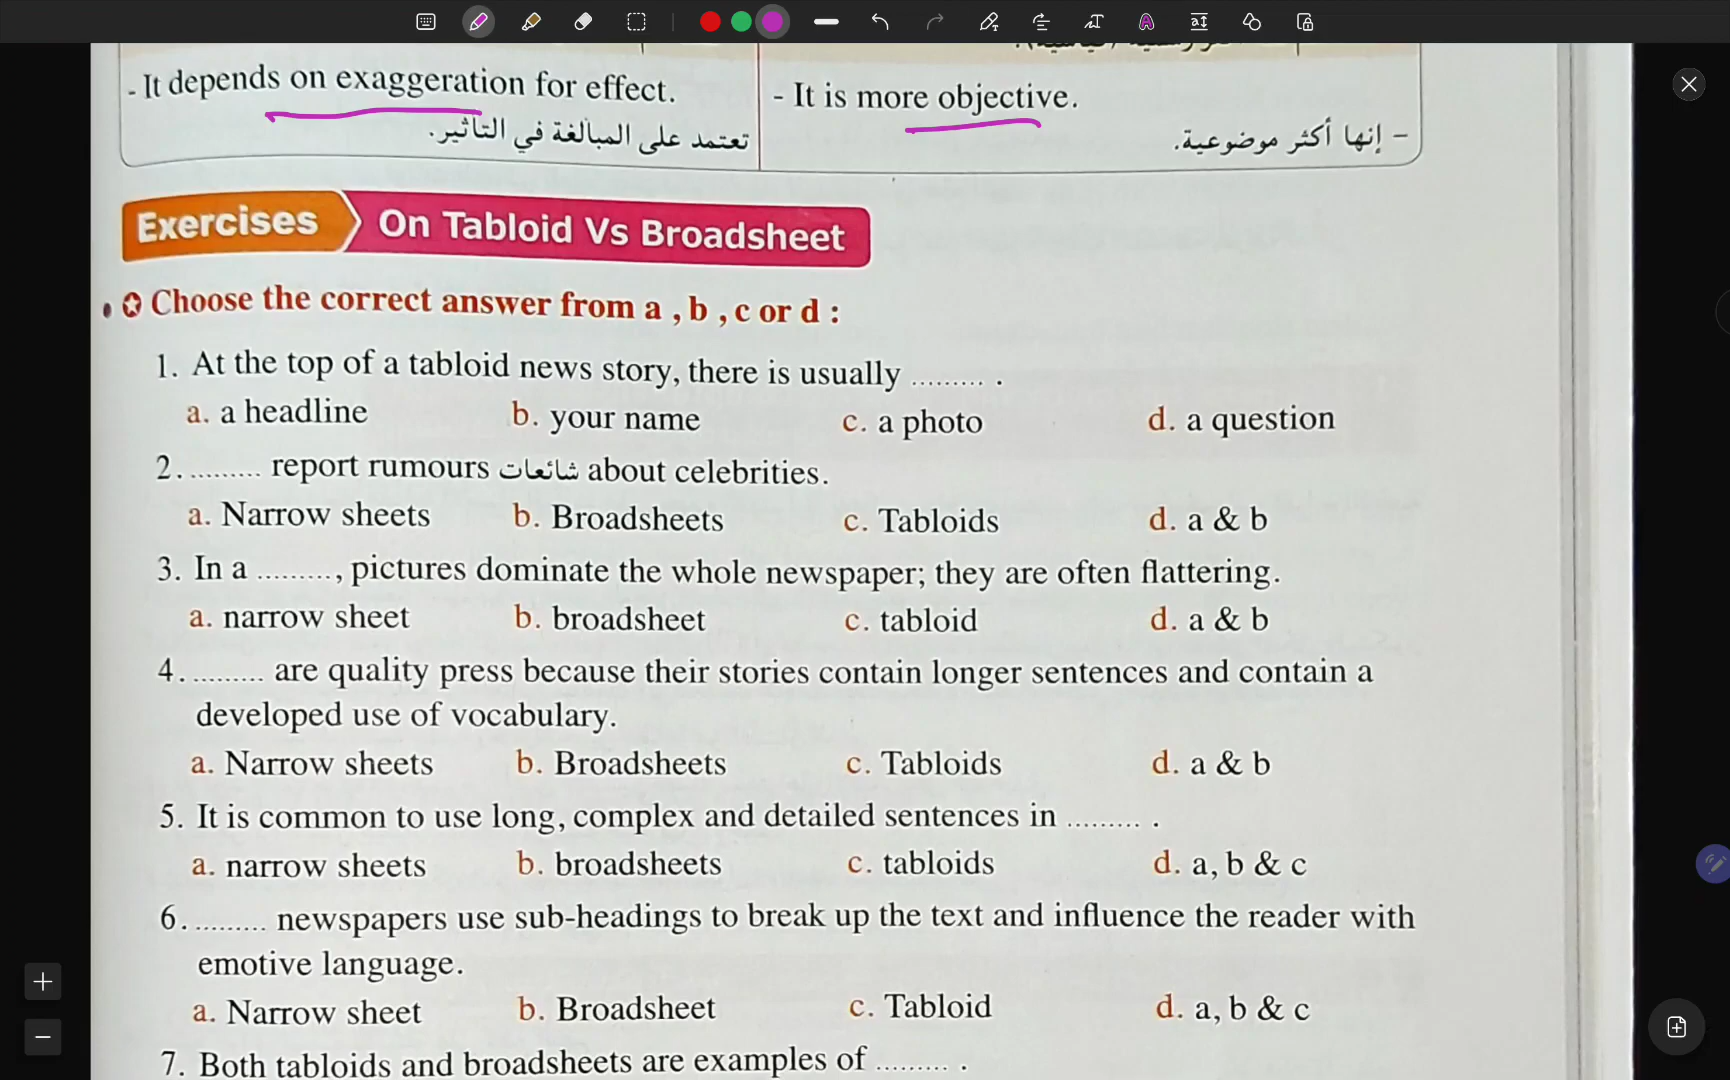 - It depends on exaggeration for effect.
تعتمد على المبالغة في التأثير.
- It is more objective.
- إنها أكثر موضوعية.
Exercises On Tabloid Vs Broadsheet
Choose the correct answer from a , b , c or d :
1. At the top of a tabloid news story, there is usually ......... .
a. a headline b. your name c. a photo d. a question
2. ......... report rumours شائعات about celebrities.
a. Narrow sheets b. Broadsheets c. Tabloids d. a & b
3. In a ........., pictures dominate the whole newspaper; they are often flattering.
a. narrow sheet b. broadsheet c. tabloid d. a & b
4. ......... are quality press because their stories contain longer sentences and contain a
developed use of vocabulary.
a. Narrow sheets b. Broadsheets c. Tabloids d. a & b
5. It is common to use long, complex and detailed sentences in ......... .
a. narrow sheets b. broadsheets c. tabloids d. a, b & c
6. ......... newspapers use sub-headings to break up the text and influence the reader with
emotive language.
a. Narrow sheet b. Broadsheet c. Tabloid d. a, b & c
7. Both tabloids and broadsheets are examples of ......... .